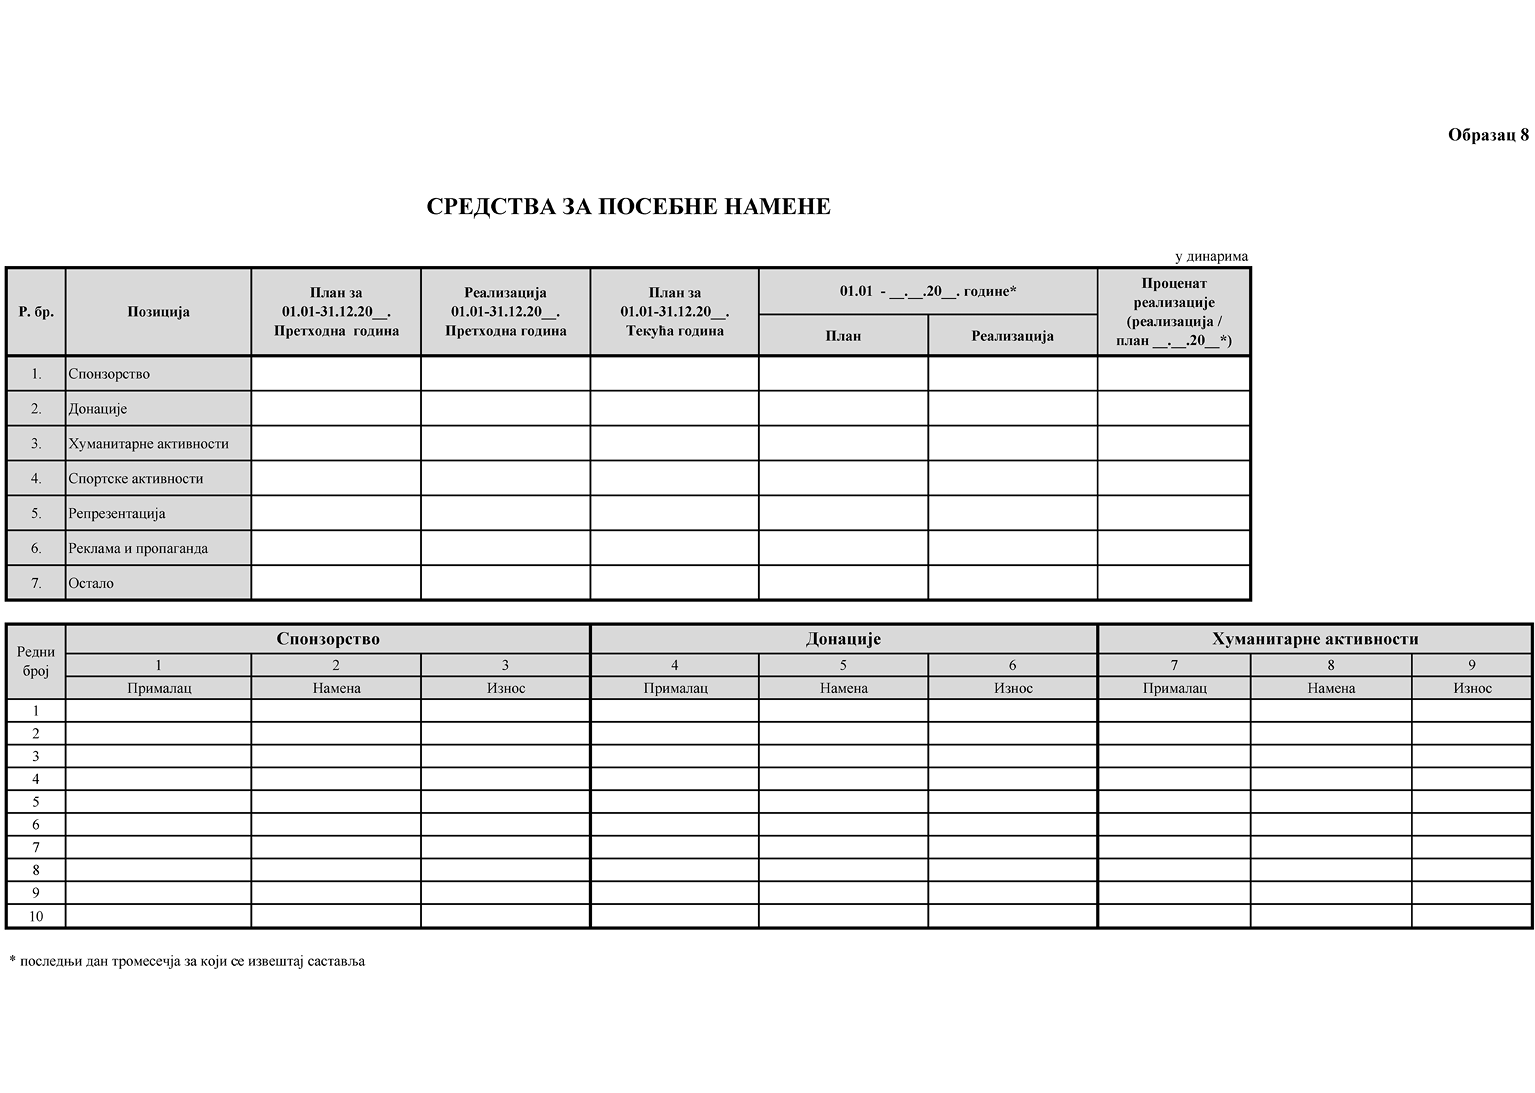 Образац 8
СРЕДСТВА ЗА ПОСЕБНЕ НАМЕНЕ
у динарима
Р. бр.
Позиција
План за
01.01-31.12.20__.
Претходна година
Реализација
01.01-31.12.20__.
Претходна година
План за
01.01-31.12.20__.
Текућа година
01.01 - __.__.20__. године*
План
Реализација
Проценат
реализације
(реализација /
план __.__.20__*)
1. Спонзорство
2. Донације
3. Хуманитарне активности
4. Спортске активности
5. Репрезентација
6. Реклама и пропаганда
7. Остало
Редни
број
Спонзорство Донације Хуманитарне активности
1 2 3 4 5 6 7 8 9
Прималац Намена Износ Прималац Намена Износ Прималац Намена Износ
1
2
3
4
5
6
7
8
9
10
* последњи дан тромесечја за који се извештај саставља